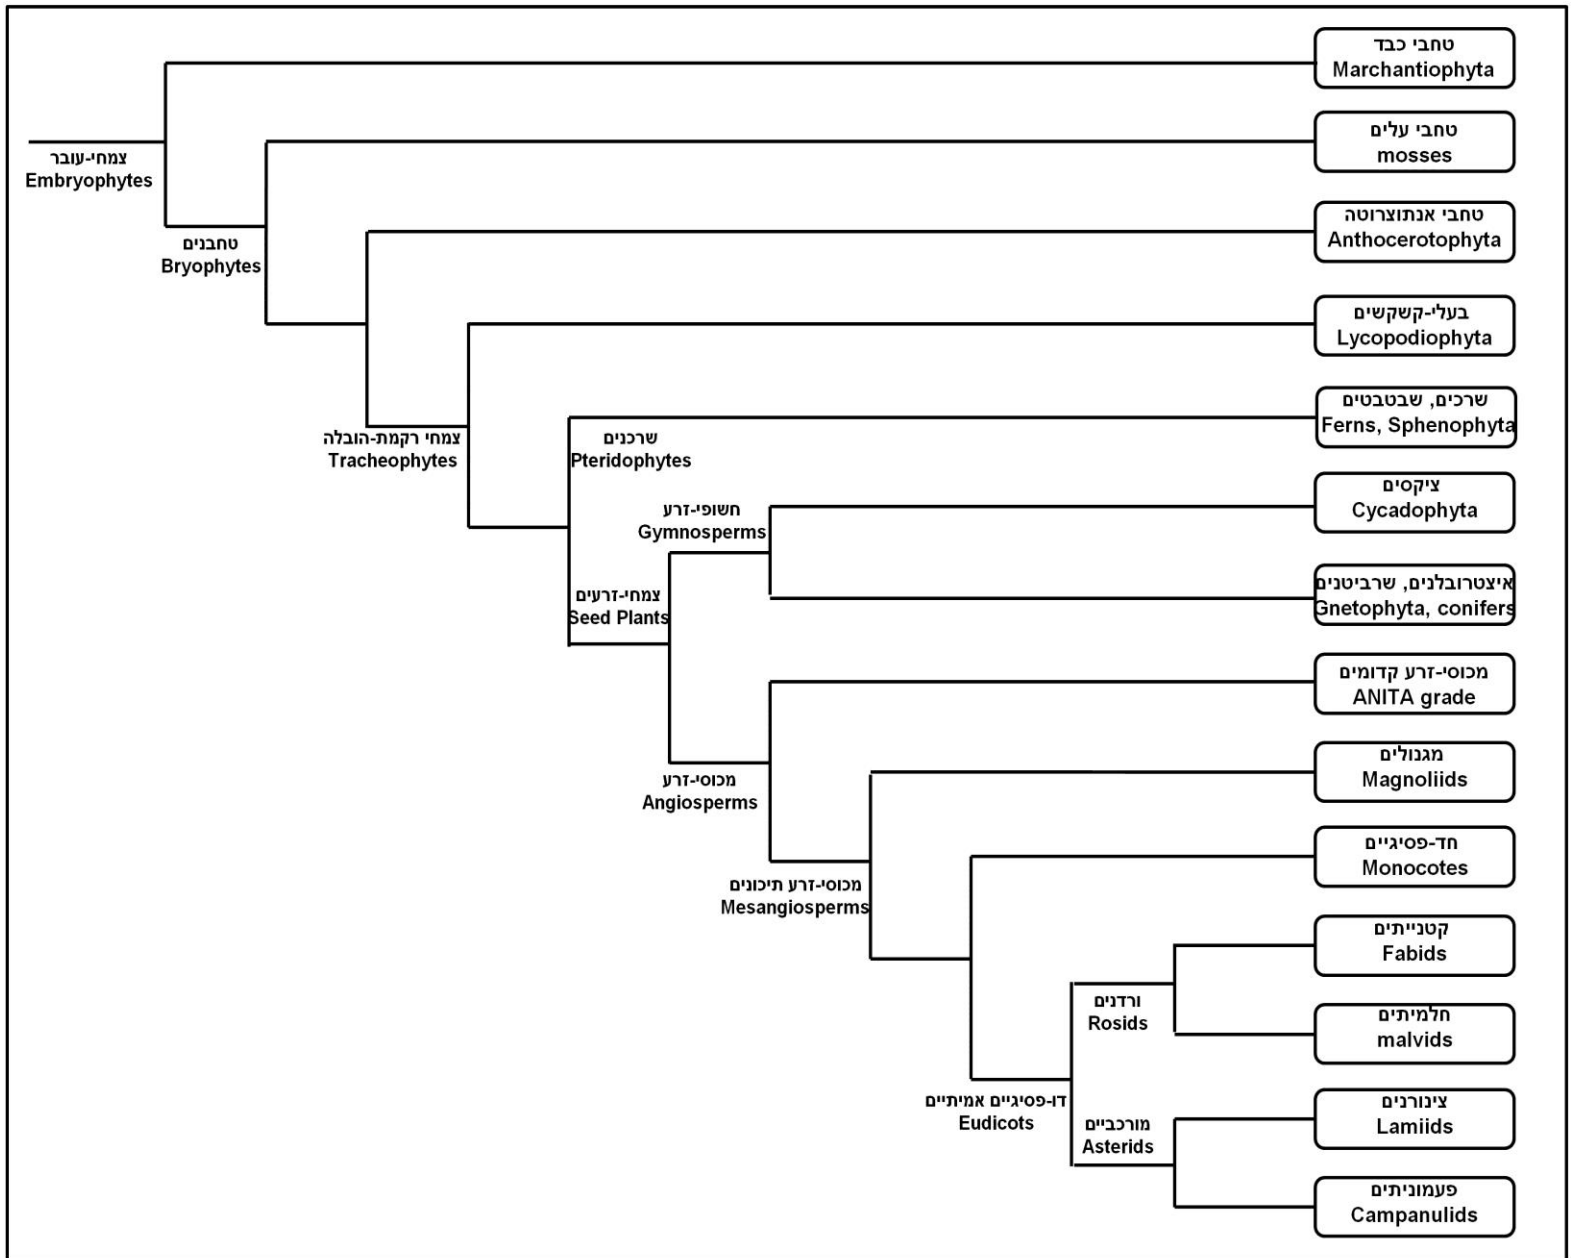 טחבי כבד
Marchantiophyta
טחבי עלים
mosses
צמחי-עובר
Embryophytes
טחבי אנתוצרוטה
Anthocerotophyta
טחבנים
Bryophytes
בעלי-קשקשים
Lycopodiophyta
שרכים, שבטבטים
Ferns, Sphenophyta
צמחי רקמת-הובלה
Tracheophytes
שרכנים
Pteridophytes
ציקסים
Cycadophyta
חשופי-זרע
Gymnosperms
איצטרובלנים, שרביטנים
Gnetophyta, conifers
צמחי-זרעים
Seed Plants
מכוסי-זרע קדומים
ANITA grade
מגנולים
Magnoliids
מכוסי-זרע
Angiosperms
חד-פסיגיים
Monocotes
מכוסי-זרע תיכונים
Mesangiosperms
קטנייתים
Fabids
ורדנים
Rosids
חלמיתים
malvids
דו-פסיגיים אמיתיים
Eudicots
מורכביים
Asterids
צינורנים
Lamiids
פעמוניתים
Campanulids